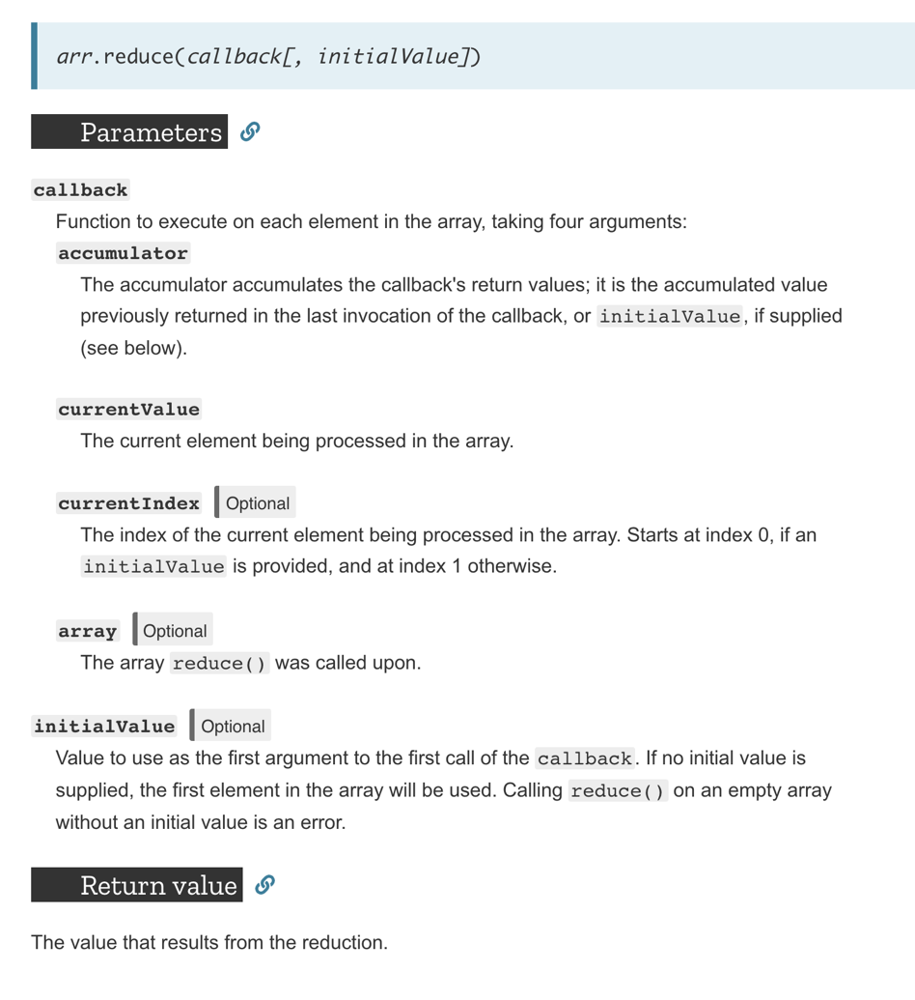 arr.reduce(callback[, initialValue])
Parameters
callback
Function to execute on each element in the array, taking four arguments:
accumulator
The accumulator accumulates the callback's return values; it is the accumulated value
previously returned in the last invocation of the callback, or initialValue, if supplied
(see below).
currentValue
The current element being processed in the array.
currentIndex Optional
The index of the current element being processed in the array. Starts at index 0, if an
initialValue is provided, and at index 1 otherwise.
array Optional
The array reduce() was called upon.
initialValue Optional
Value to use as the first argument to the first call of the callback. If no initial value is
supplied, the first element in the array will be used. Calling reduce() on an empty array
without an initial value is an error.
Return value
The value that results from the reduction.